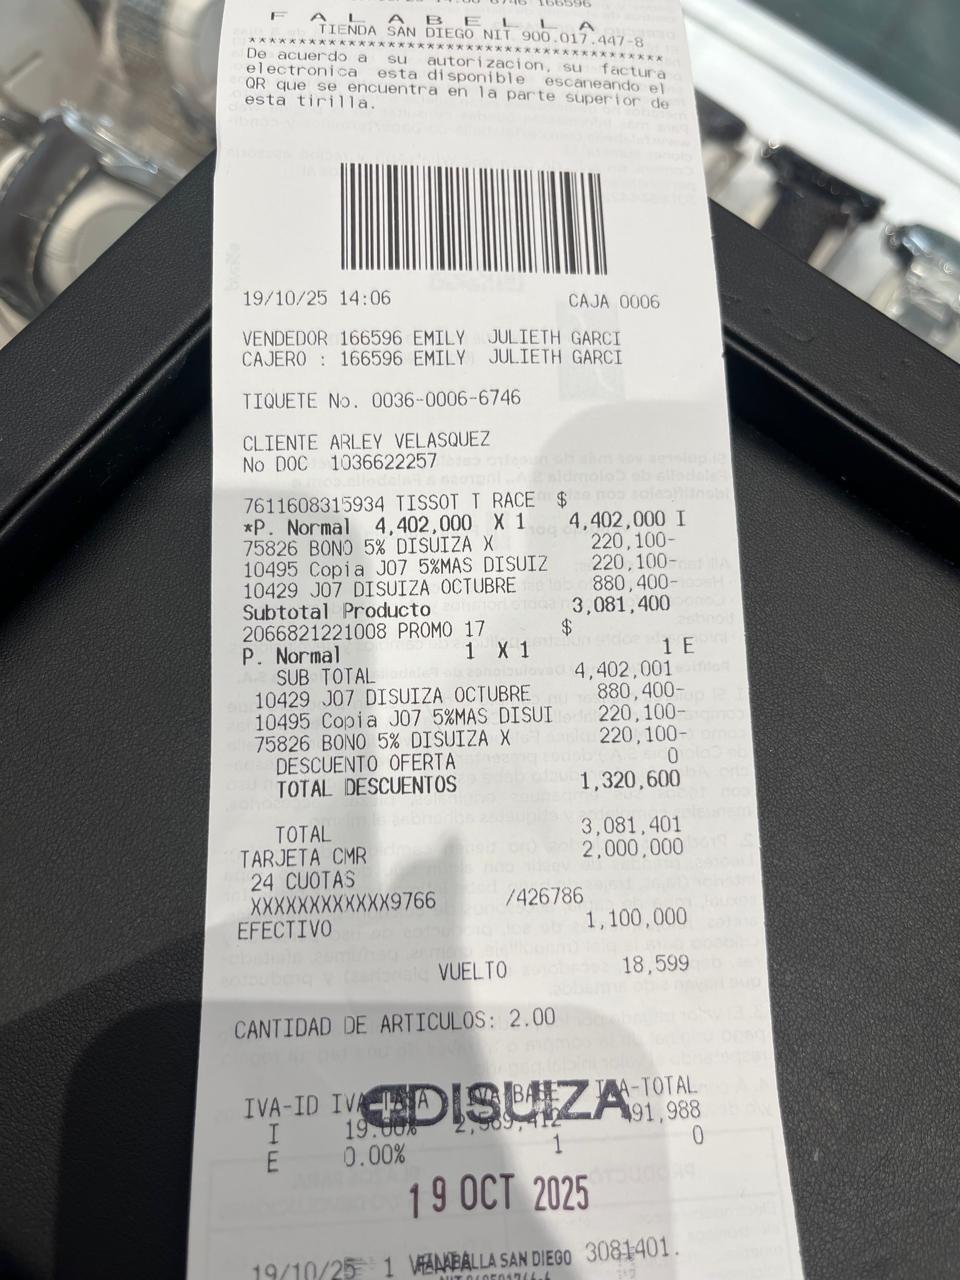 F A L A B E L L A
TIENDA SAN DIEGO NIT 900.017.447-8
****************************************
De acuerdo a su autorizacion, su factura
electronica esta disponible escaneando el
QR que se encuentra en la parte superior de
esta tirilla.
19/10/25 14:06 CAJA 0006
VENDEDOR 166596 EMILY JULIETH GARCI
CAJERO : 166596 EMILY JULIETH GARCI
TIQUETE No. 0036-0006-6746
CLIENTE ARLEY VELASQUEZ
No DOC 1036622257
7611608315934 TISSOT T RACE $
*P. Normal 4,402,000 X 1 4,402,000 I
75826 BONO 5% DISUIZA X 220,100-
10495 Copia J07 5%MAS DISUIZ 220,100-
10429 J07 DISUIZA OCTUBRE 880,400-
Subtotal Producto 3,081,400
2066821221008 PROMO 17 $
P. Normal 1 X 1 1 E
SUB TOTAL 4,402,001
10429 J07 DISUIZA OCTUBRE 880,400-
10495 Copia J07 5%MAS DISUI 220,100-
75826 BONO 5% DISUIZA X 220,100-
DESCUENTO OFERTA 0
TOTAL DESCUENTOS 1,320,600
TOTAL 3,081,401
TARJETA CMR 2,000,000
24 CUOTAS
XXXXXXXXXXXX9766 /426786
EFECTIVO 1,100,000
VUELTO 18,599
CANTIDAD DE ARTICULOS: 2.00
DISUIZA
IVA-ID IVA-TASA IVA-BASE IVA-TOTAL
I 19.00% 2,589,412 491,988
E 0.00% 1 0
19 OCT 2025
19/10/25 1 VENTA 3081401.
FALABELLA SAN DIEGO